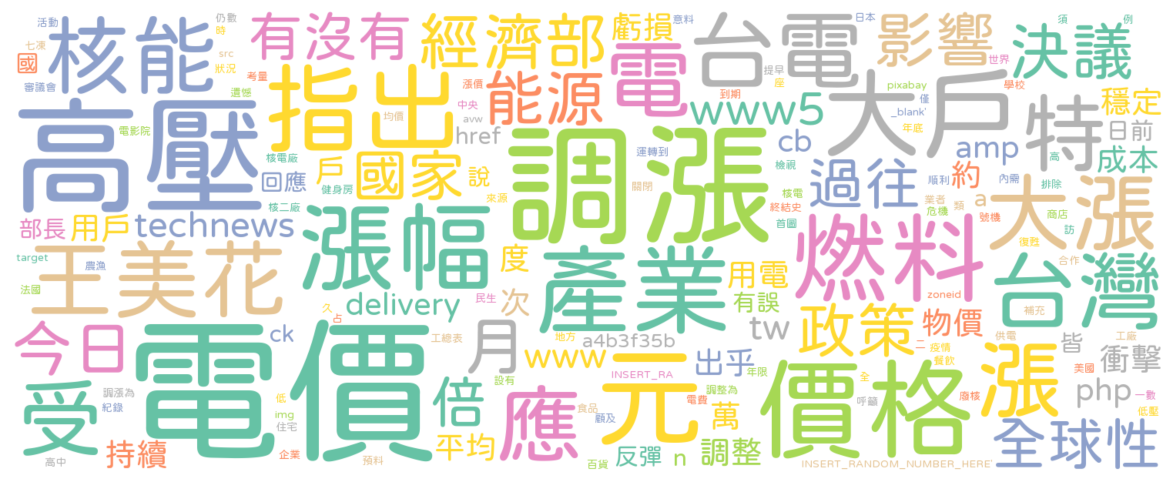 活動
仍數
時
七凍
國
核能
src
狀況
有沒有
經濟部
虧損
意料
電
台電
提早
座
日本
影響
世界
決議
須
例
審議會
遺憾
考量
指出
漲價
中央
avw
均價
能源
到期
www5
大戶
pixabay
僅
_blank'
年底
學校
特
穩定
日前
成本
高壓
電影院
核電廠
回應
健身房
核二廠
戶
國家
href
說
來源
調漲
運轉到
關閉
cb
檢視
核電
終結史
首圖
過往
順利
amp
內需
約
高
排除
業者
危機
類
a
號機
商店
訪
大漲
復甦
合作
部長
用戶
technews
target
農漁
法國
王美花
漲幅
度
次
久
占
民生
delivery
產業
用電
有誤
tw
燃料
zoneid
台灣
補充
工廠
今日
ck
電價
月
工總表
設有
地方
a4b3f35b
www
INSERT_RA
元
出乎
年限
調整為
電費
萬
政策
物價
二
疫情
餐飲
供電
皆
美國
衝擊
php
一數
低壓
受
調漲為
紀錄
低
img
住宅
倍
應
食品
顧及
價格
全
呼籲
廢核
漲
高中
持續
企業
預料
平均
百貨
反彈
n
調整
INSERT_RANDOM_NUMBER_HERE'
全球性